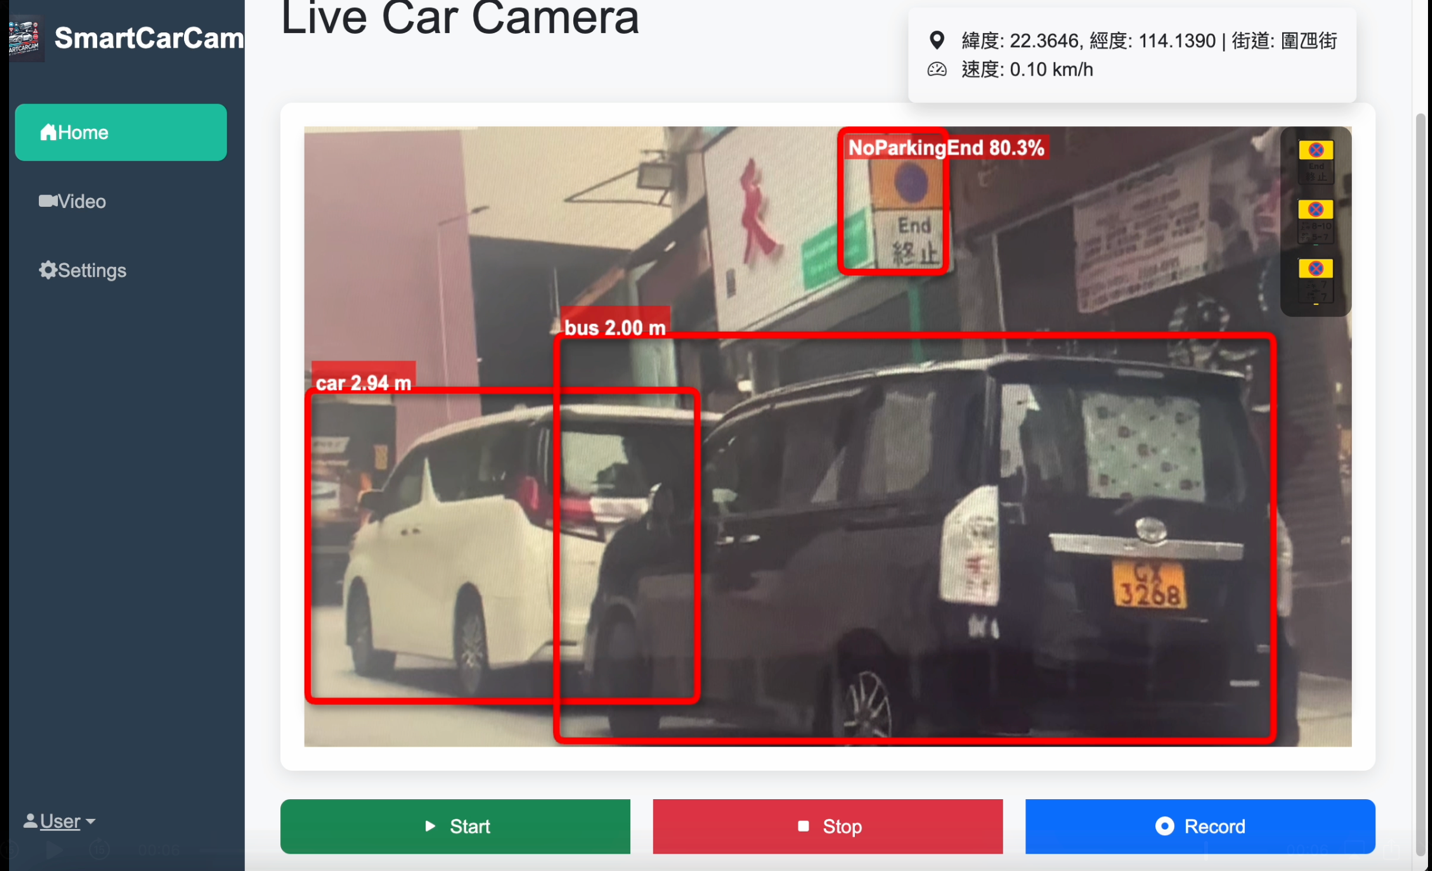 SmartCarCam
Live Car Camera
緯度: 22.3646, 經度: 114.1390 | 街道: 圍乪街
速度: 0.10 km/h
Home
Video
Settings
NoParkingEnd 80.3%
End
終止
bus 2.00 m
car 2.94 m
GX
3268
User
Start
Stop
Record